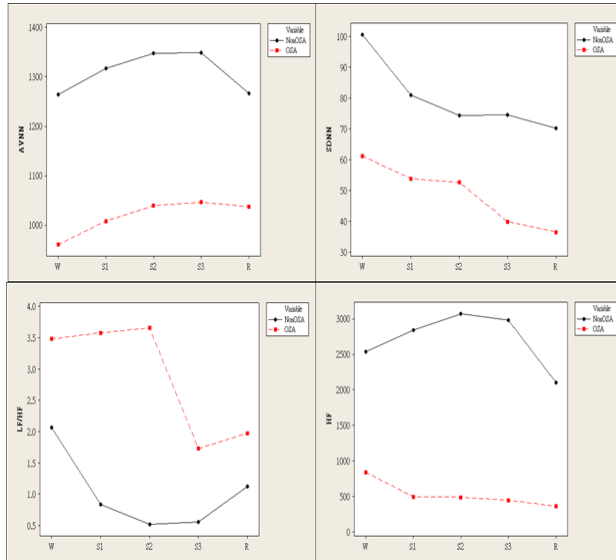 Variable
NonOSA
OSA
AVNN
1400
1300
1200
1100
1000
W S1 S2 S3 R
Variable
NonOSA
OSA
SDNN
100
90
80
70
60
50
40
30
W S1 S2 S3 R
Variable
NonOSA
OSA
LF/HF
4.0
3.5
3.0
2.5
2.0
1.5
1.0
0.5
W S1 S2 S3 R
Variable
NonOSA
OSA
HF
3000
2500
2000
1500
1000
500
0
W S1 S2 S3 R